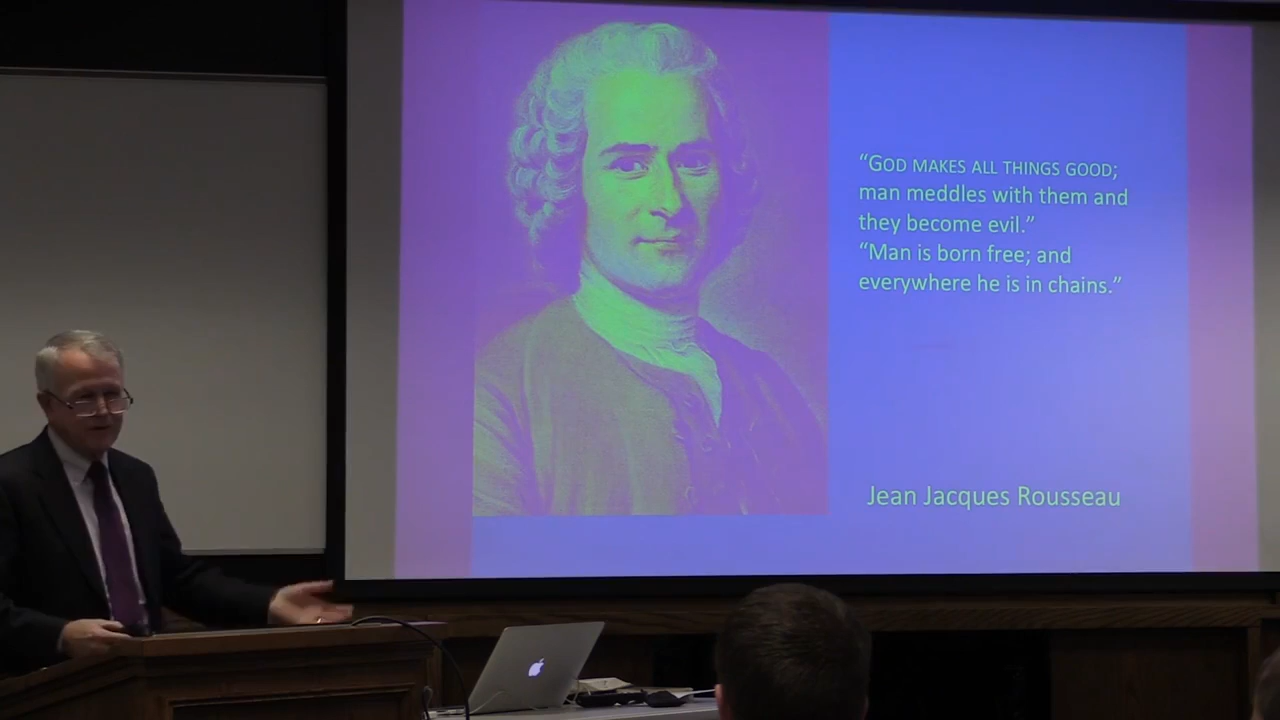 “GOD MAKES ALL THINGS GOOD;
man meddles with them and
they become evil.”
“Man is born free; and
everywhere he is in chains.”
Jean Jacques Rousseau